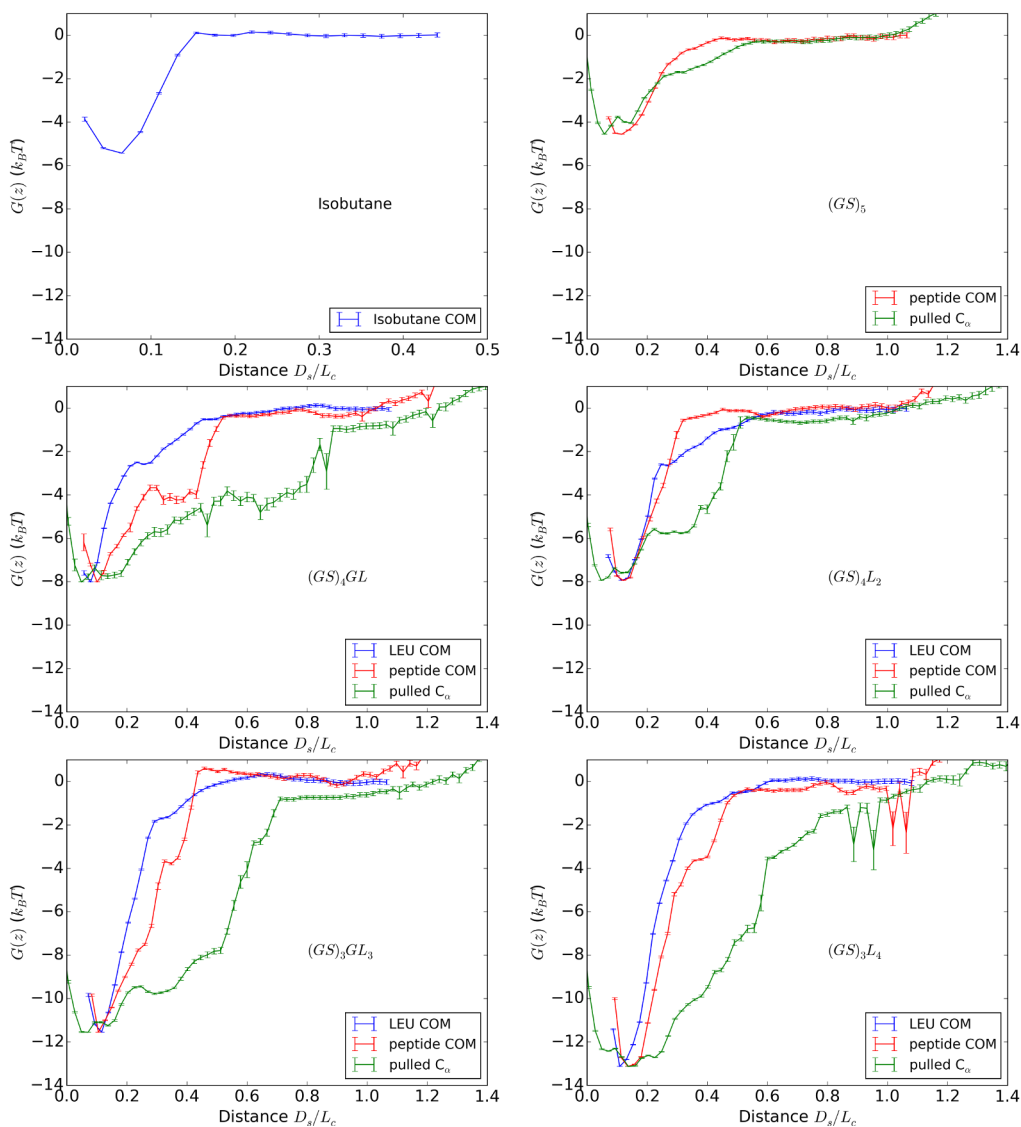 0
−2
−4
−6
−8
−10
−12
−14
G(z) (k_BT)
Isobutane
Isobutane COM
0.0 0.1 0.2 0.3 0.4 0.5
Distance D_s/L_c
0
−2
−4
−6
−8
−10
−12
−14
G(z) (k_BT)
(GS)_5
peptide COM
pulled C_α
0.0 0.2 0.4 0.6 0.8 1.0 1.2 1.4
Distance D_s/L_c
0
−2
−4
−6
−8
−10
−12
−14
G(z) (k_BT)
(GS)_4GL
LEU COM
peptide COM
pulled C_α
0.0 0.2 0.4 0.6 0.8 1.0 1.2 1.4
Distance D_s/L_c
0
−2
−4
−6
−8
−10
−12
−14
G(z) (k_BT)
(GS)_4L_2
LEU COM
peptide COM
pulled C_α
0.0 0.2 0.4 0.6 0.8 1.0 1.2 1.4
Distance D_s/L_c
0
−2
−4
−6
−8
−10
−12
−14
G(z) (k_BT)
(GS)_3GL_3
LEU COM
peptide COM
pulled C_α
0.0 0.2 0.4 0.6 0.8 1.0 1.2 1.4
Distance D_s/L_c
0
−2
−4
−6
−8
−10
−12
−14
G(z) (k_BT)
(GS)_3L_4
LEU COM
peptide COM
pulled C_α
0.0 0.2 0.4 0.6 0.8 1.0 1.2 1.4
Distance D_s/L_c